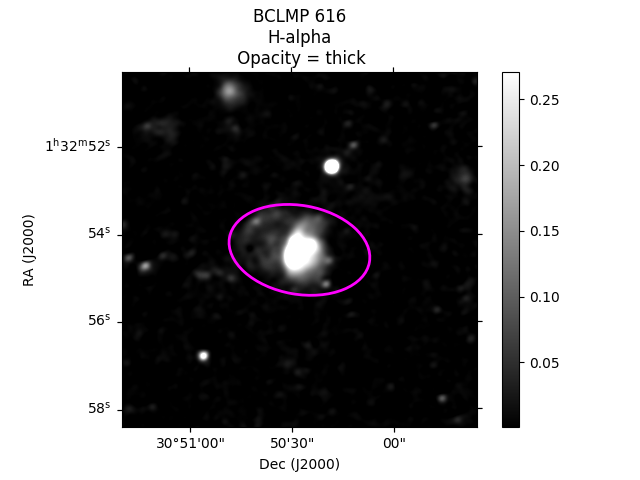 BCLMP 616
H-alpha
Opacity = thick
0.25
1ʰ32ᵐ52ˢ
0.20
RA (J2000)
54ˢ
0.15
0.10
56ˢ
0.05
58ˢ
30°51'00" 50'30" 00"
Dec (J2000)